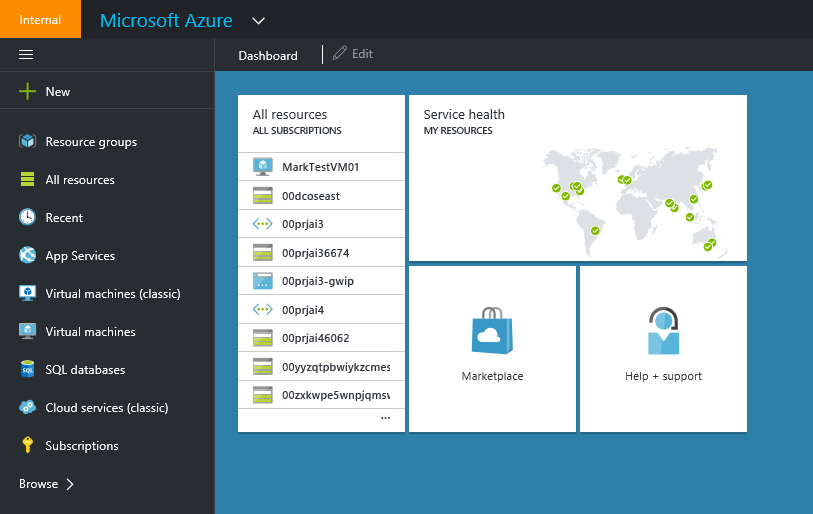 Internal
Microsoft Azure
Dashboard
Edit
New
Resource groups
All resources
Recent
App Services
Virtual machines (classic)
Virtual machines
SQL
SQL databases
Cloud services (classic)
Subscriptions
Browse
All resources
ALL SUBSCRIPTIONS
MarkTestVM01
00dcoseast
00prjai3
00prjai36674
00prjai3-gwip
00prjai4
00prjai46062
00yyzqtpbwiykzcmes
00zxkwpe5wnpjqmsv
...
Service health
MY RESOURCES
Marketplace
Help + support